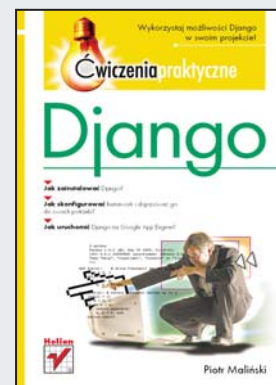 Wykorzystaj możliwości Django
w swoim projekcie!
Ćwiczenia praktyczne
Django
Jak zainstalować Django?
Jak skonfigurować framework i dopasować go
do swoich potrzeb?
Jak uruchomić Django na Google App Engine?
Helion
Piotr Maliński